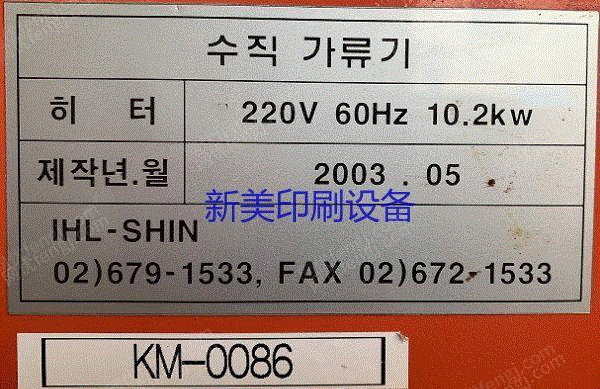 수직 가류기
히 터 220V 60Hz 10.2kw
제작년.월 2003 . 05
新美印刷设备
IHL-SHIN
02)679-1533, FAX 02)672-1533
KM-0086